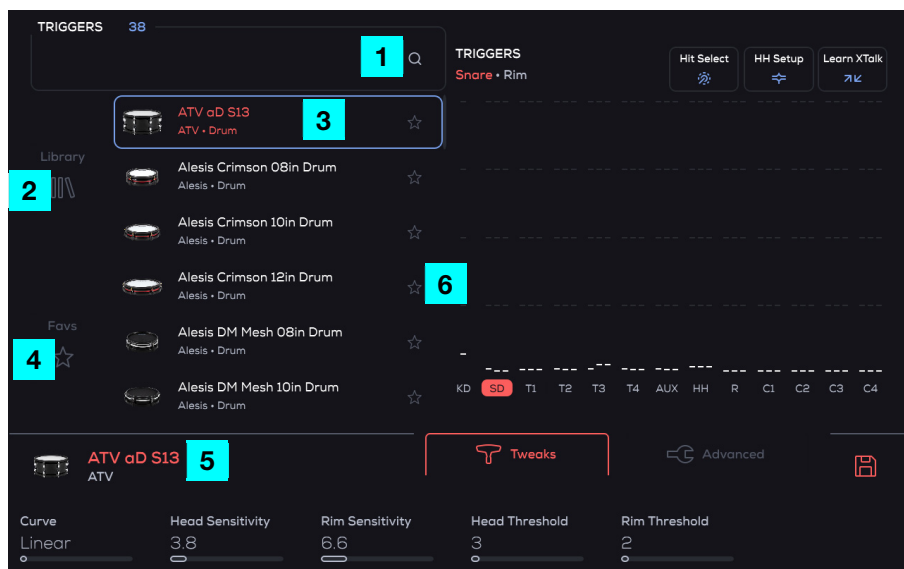 TRIGGERS 38
1
TRIGGERS
Snare • Rim
Hit Select
HH Setup
Learn XTalk
Library
2
ATV aD S13
ATV • Drum
3
Alesis Crimson 08in Drum
Alesis • Drum
Alesis Crimson 10in Drum
Alesis • Drum
Alesis Crimson 12in Drum
Alesis • Drum
6
Favs
4
Alesis DM Mesh 08in Drum
Alesis • Drum
Alesis DM Mesh 10in Drum
Alesis • Drum
KD SD T1 T2 T3 T4 AUX HH R C1 C2 C3 C4
ATV aD S13
ATV
5
Tweaks
Advanced
Curve Head Sensitivity Rim Sensitivity Head Threshold Rim Threshold
Linear 3.8 6.6 3 2